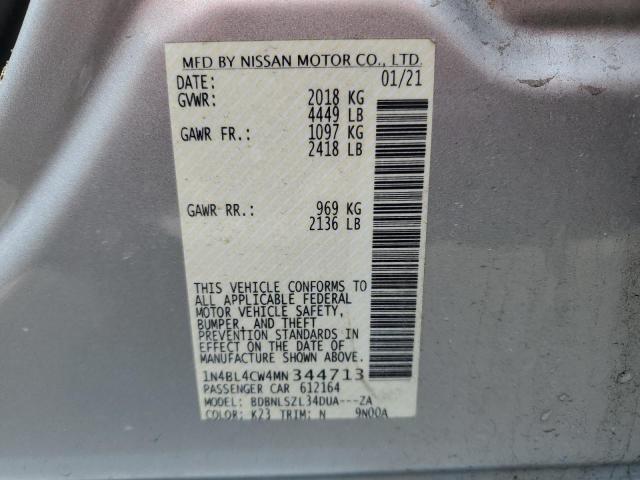 MFD BY NISSAN MOTOR CO., LTD.
DATE: 01/21
GVWR: 2018 KG
4449 LB
GAWR FR.: 1097 KG
2418 LB
GAWR RR.: 969 KG
2136 LB
THIS VEHICLE CONFORMS TO
ALL APPLICABLE FEDERAL
MOTOR VEHICLE SAFETY,
BUMPER, AND THEFT
PREVENTION STANDARDS IN
EFFECT ON THE DATE OF
MANUFACTURE SHOWN ABOVE.
1N4BL4CW4MN344713
PASSENGER CAR 612164
MODEL: BDBNLSZL34DUA---ZA
COLOR: K23 TRIM: N 9N00A